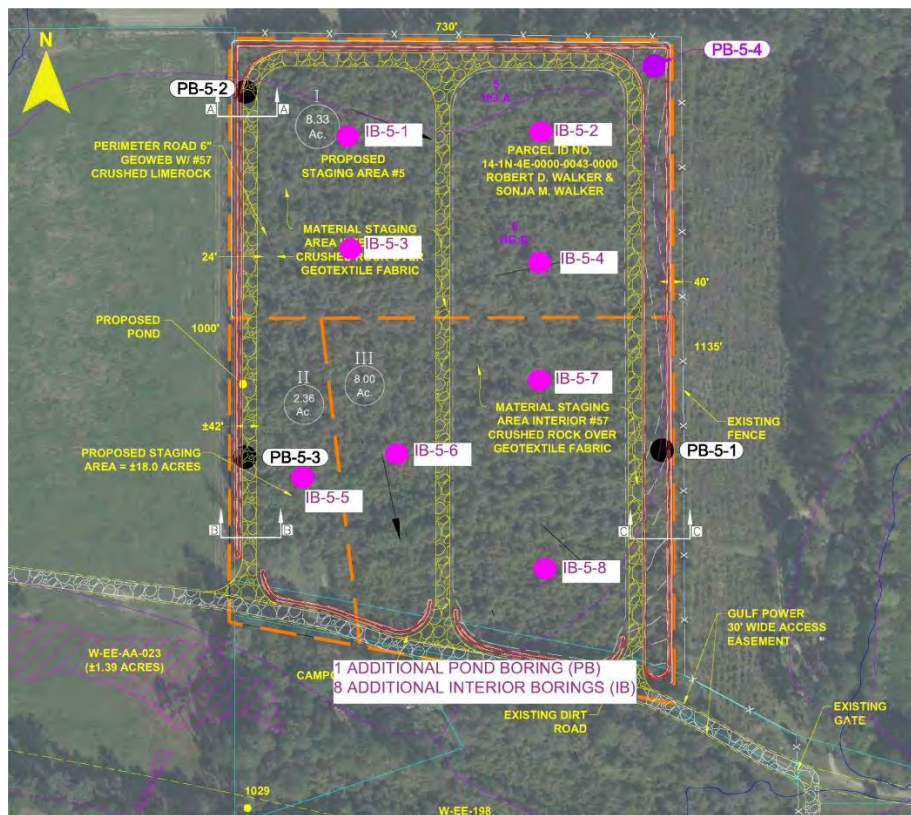 730'
N
PB-5-4
PB-5-2
A
A
I
8.33
Ac.
IB-5-1
IB-5-2
PERIMETER ROAD 6"
GEOWEB W/ #57
CRUSHED LIMEROCK
PROPOSED
STAGING AREA #5
PARCEL ID NO.
14-1N-4E-0000-0043-0000
ROBERT D. WALKER &
SONJA M. WALKER
MATERIAL STAGING
AREA
CRUSHED ROCK OVER
GEOTEXTILE FABRIC
IB-5-3
IB-5-4
24'
40'
PROPOSED
POND
1000'
1135'
III
8.00
Ac.
II
2.36
Ac.
IB-5-7
MATERIAL STAGING
AREA INTERIOR #57
CRUSHED ROCK OVER
GEOTEXTILE FABRIC
EXISTING
FENCE
±42'
PROPOSED STAGING
AREA = ±18.0 ACRES
PB-5-3
IB-5-6
PB-5-1
IB-5-5
B
B
C
C
IB-5-8
GULF POWER
30' WIDE ACCESS
EASEMENT
W-EE-AA-023
(±1.39 ACRES)
1 ADDITIONAL POND BORING (PB)
8 ADDITIONAL INTERIOR BORINGS (IB)
EXISTING DIRT
ROAD
EXISTING
GATE
1029
W-EE-198